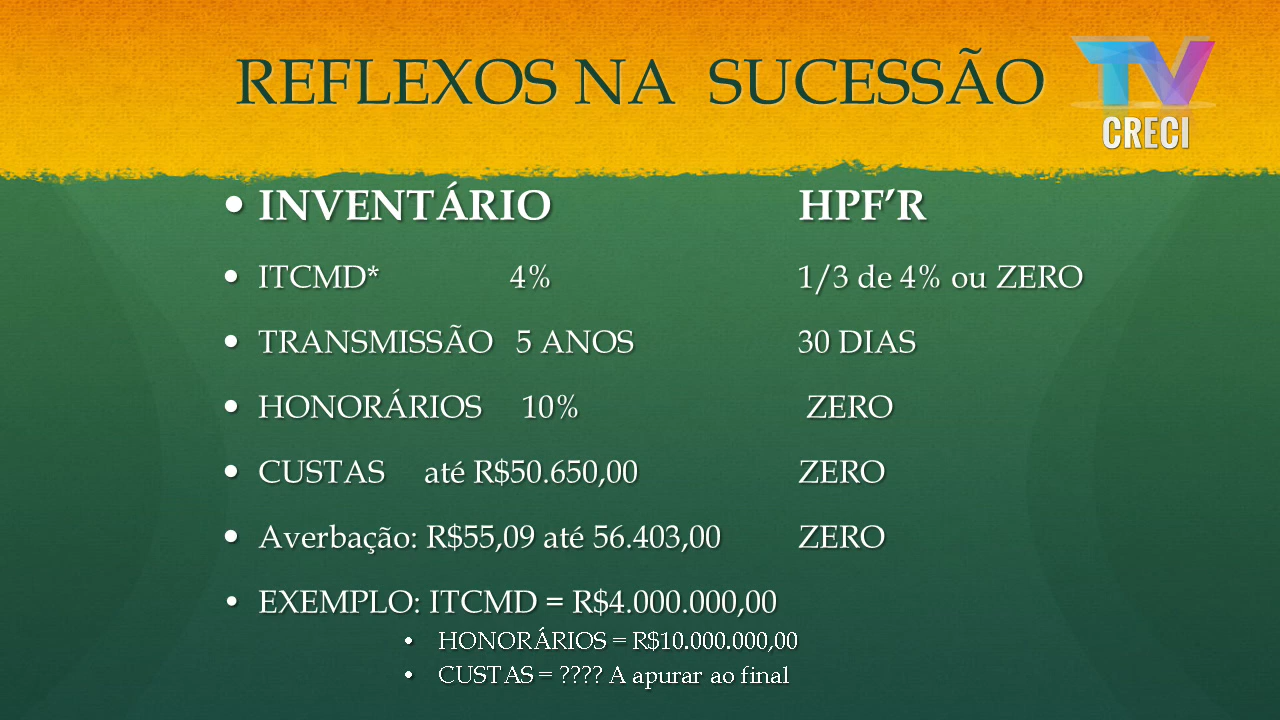 REFLEXOS NA SUCESSÃO
TV
CRECI
• INVENTÁRIO HPF’R
• ITCMD* 4% 1/3 de 4% ou ZERO
• TRANSMISSÃO 5 ANOS 30 DIAS
• HONORÁRIOS 10% ZERO
• CUSTAS até R$50.650,00 ZERO
• Averbação: R$55,09 até 56.403,00 ZERO
• EXEMPLO: ITCMD = R$4.000.000,00
• HONORÁRIOS = R$10.000.000,00
• CUSTAS = ???? A apurar ao final